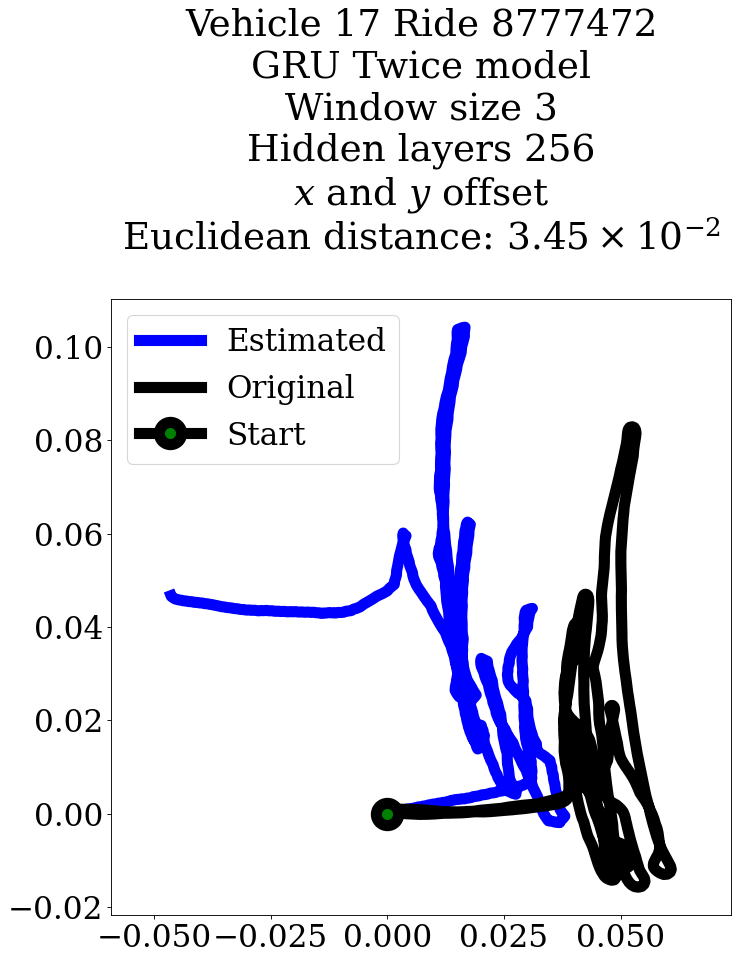 Vehicle 17 Ride 8777472
GRU Twice model
Window size 3
Hidden layers 256
x and y offset
Euclidean distance: 3.45 × 10⁻²
Estimated
Original
Start
0.10
0.08
0.06
0.04
0.02
0.00
−0.02
−0.050 −0.025 0.000 0.025 0.050